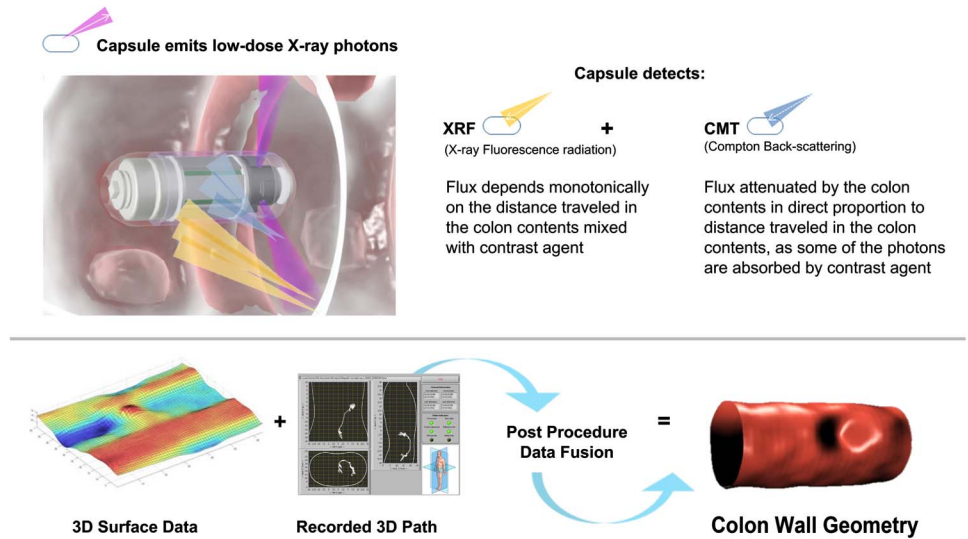 Capsule emits low-dose X-ray photons
Capsule detects:
XRF
(X-ray Fluorescence radiation)
+
CMT
(Compton Back-scattering)
Flux depends monotonically
on the distance traveled in
the colon contents mixed
with contrast agent
Flux attenuated by the colon
contents in direct proportion to
distance traveled in the colon
contents, as some of the photons
are absorbed by contrast agent
+
Post Procedure
Data Fusion
=
3D Surface Data
Recorded 3D Path
Colon Wall Geometry